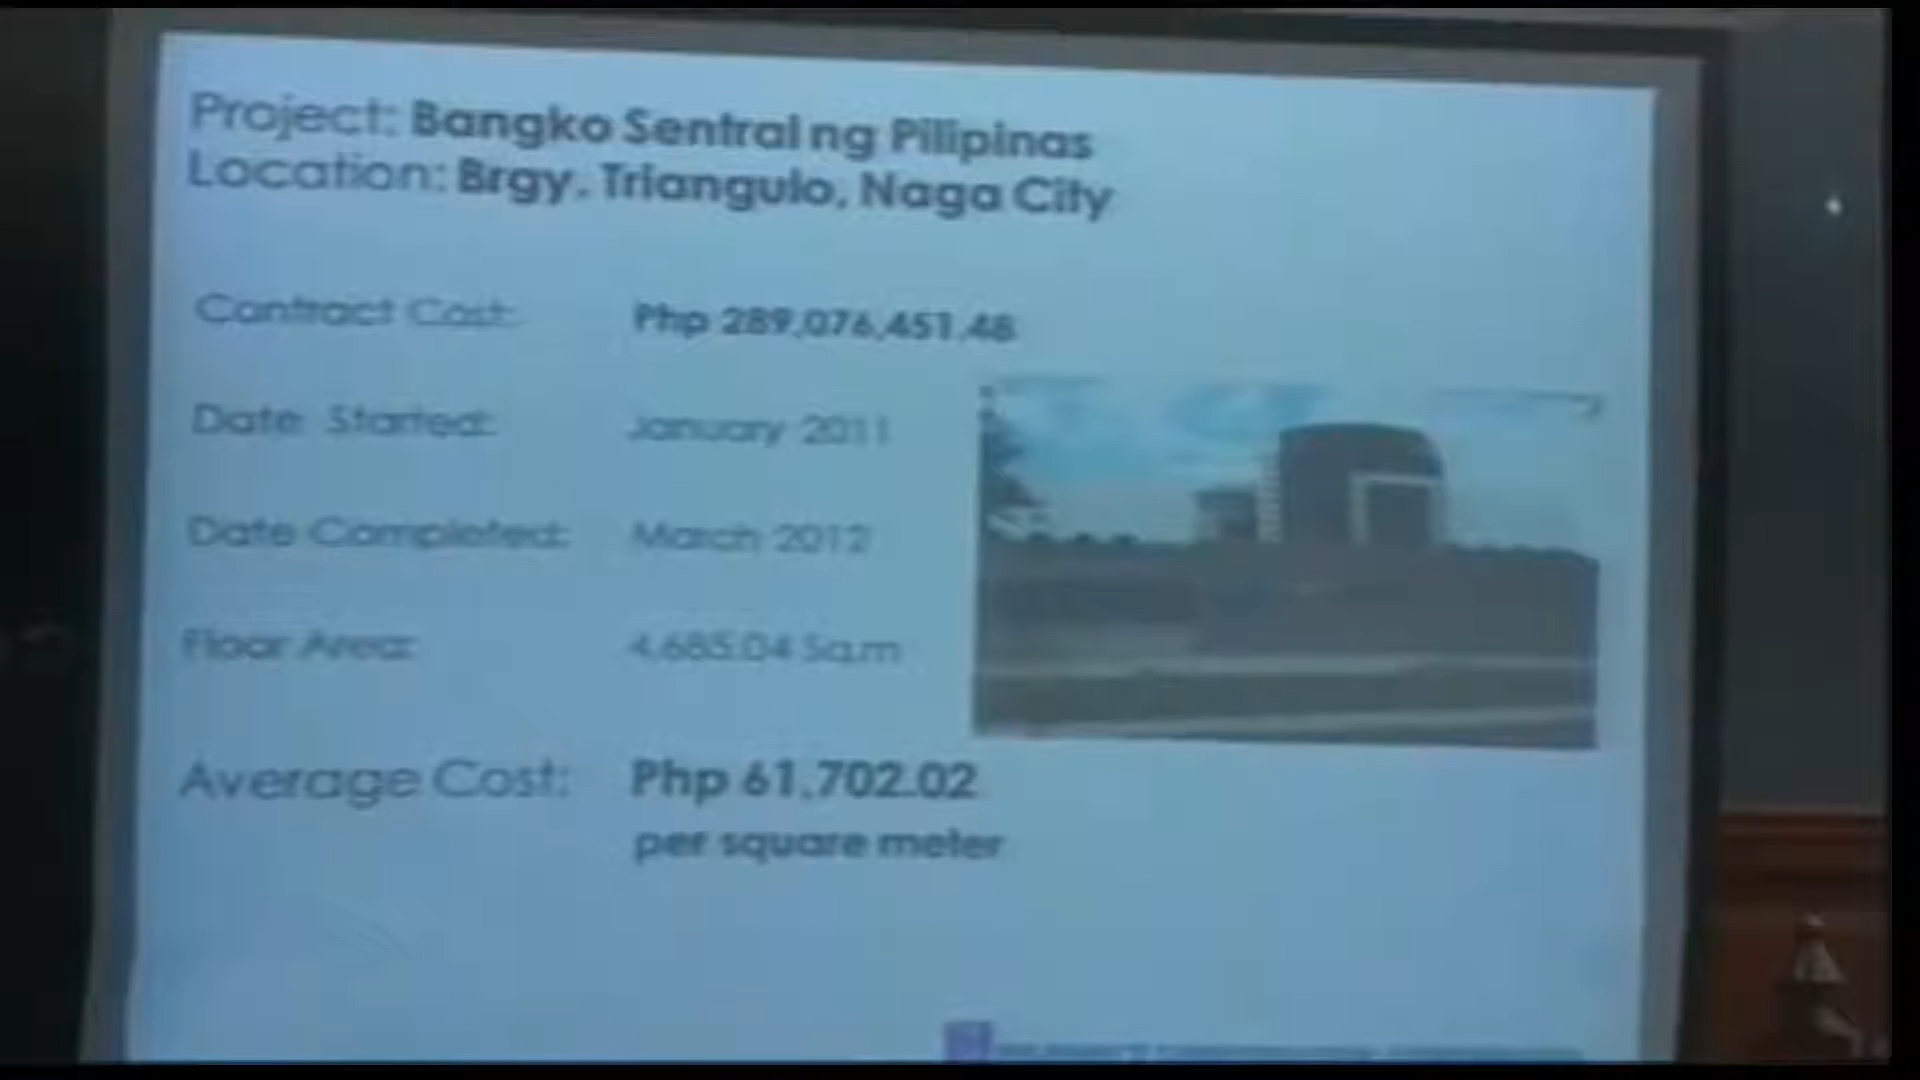 Project: Bangko Sentral ng Pilipinas
Location: Brgy. Triangulo, Naga City
Contract Cost: Php 289,076,451.48
Date Started: January 2011
Date Completed: March 2012
Floor Area: 4,685.04 Sq.m
Average Cost: Php 61,702.02
per square meter